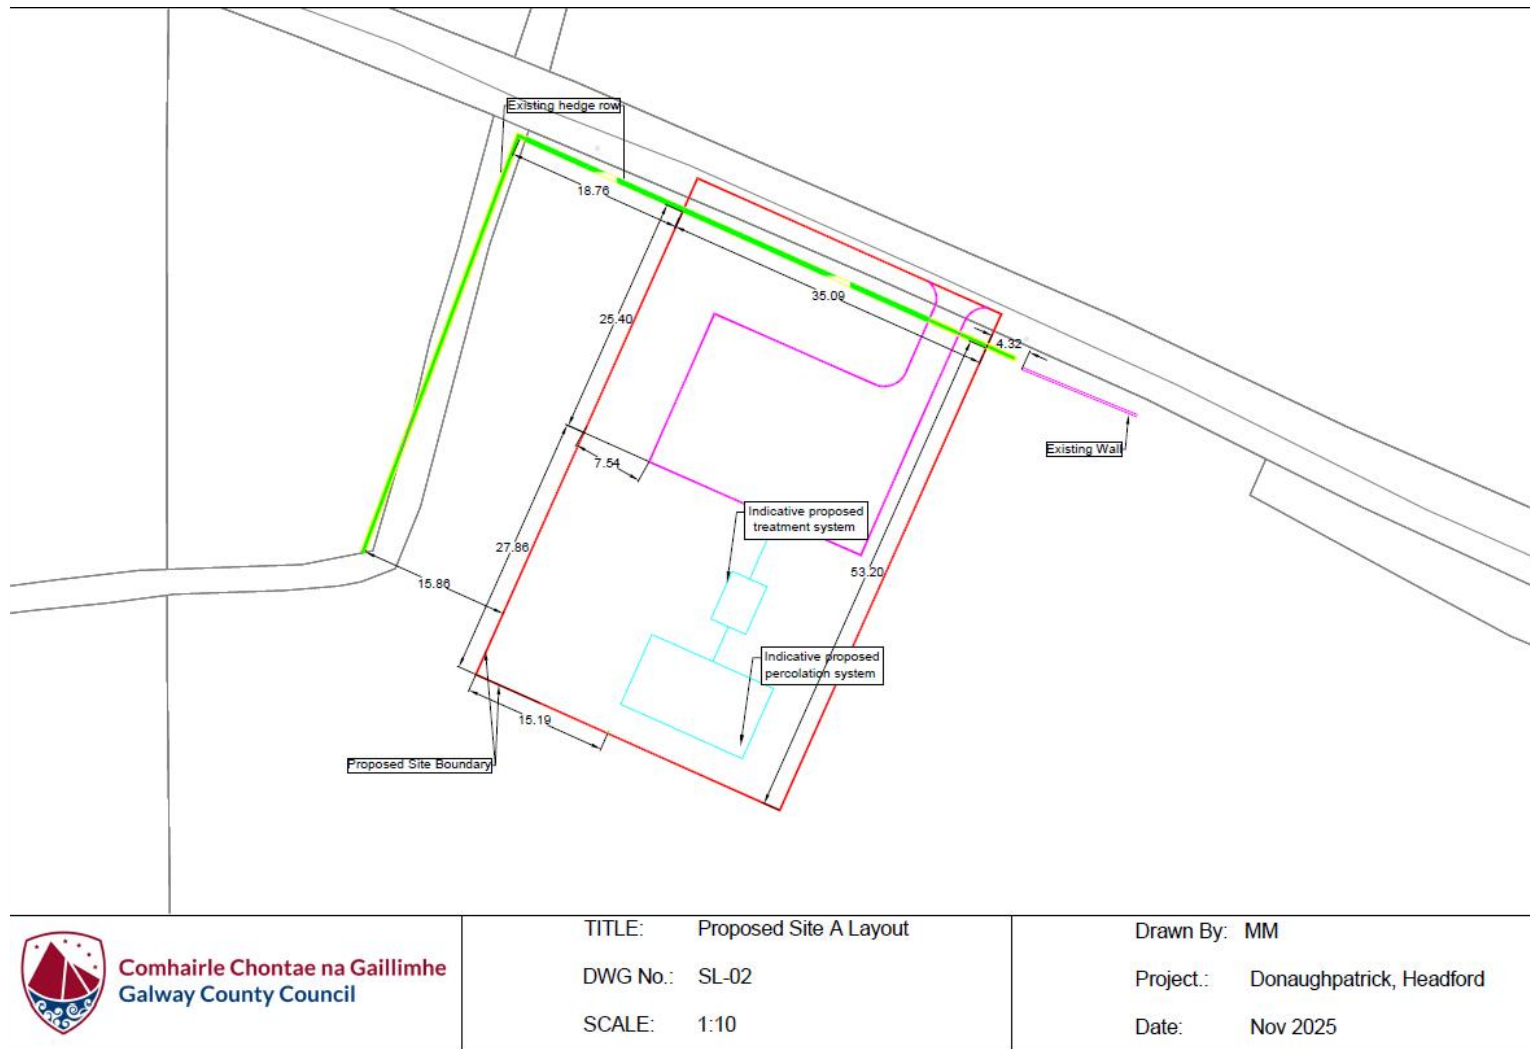 Existing hedge row
18.76
35.09
25.40
4.32
Existing Wall
7.54
Indicative proposed
treatment system
27.86
53.20
15.86
Indicative proposed
percolation system
15.19
Proposed Site Boundary
Comhairle Chontae na Gaillimhe
Galway County Council
TITLE: Proposed Site A Layout
DWG No.: SL-02
SCALE: 1:10
Drawn By: MM
Project.: Donaughpatrick, Headford
Date: Nov 2025